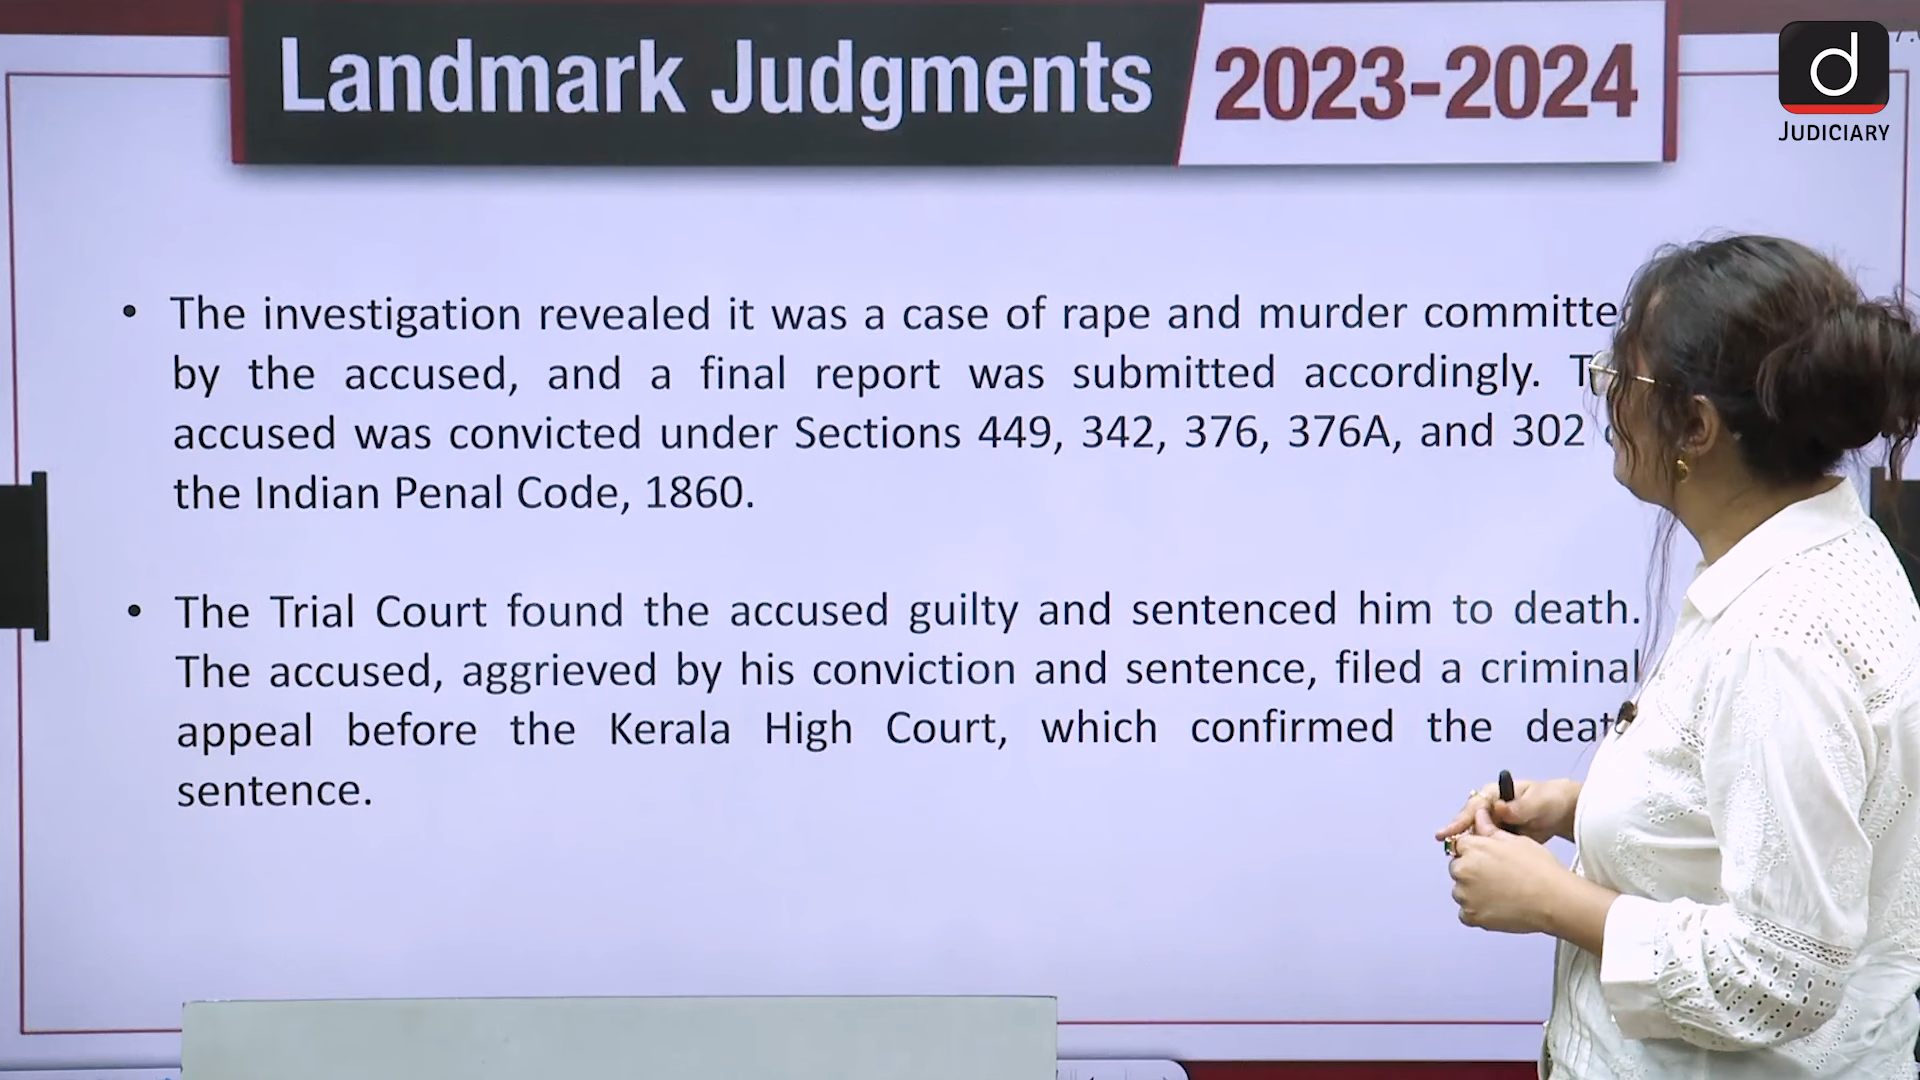 Landmark Judgments 2023-2024
d
JUDICIARY
• The investigation revealed it was a case of rape and murder committe
by the accused, and a final report was submitted accordingly. T
accused was convicted under Sections 449, 342, 376, 376A, and 302
the Indian Penal Code, 1860.
• The Trial Court found the accused guilty and sentenced him to death.
The accused, aggrieved by his conviction and sentence, filed a criminal
appeal before the Kerala High Court, which confirmed the deat
sentence.